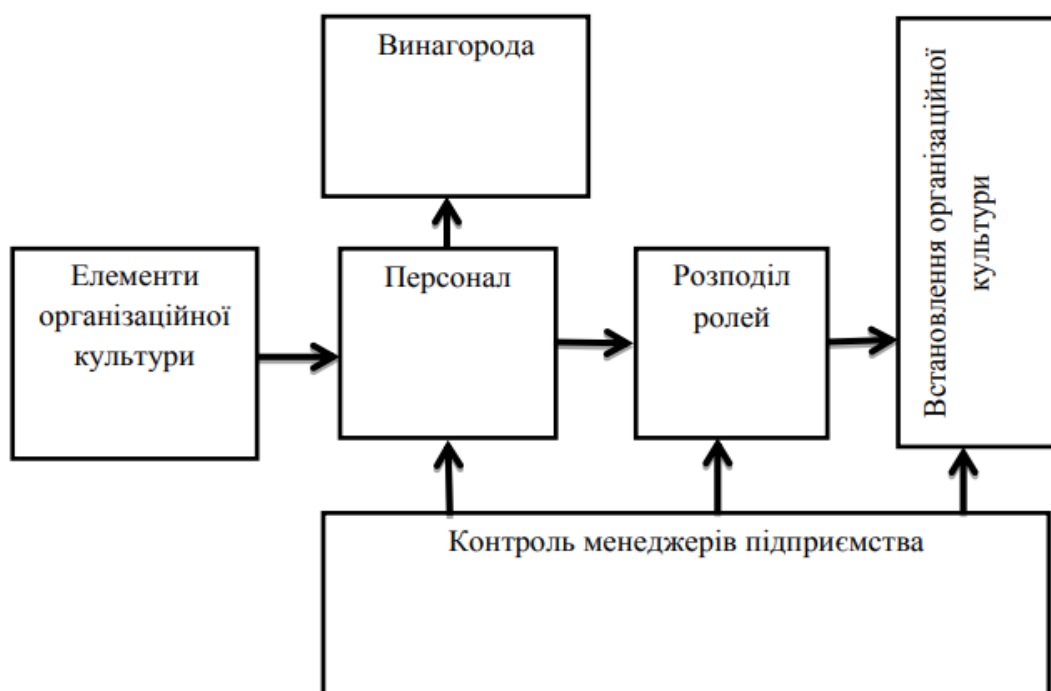 Винагорода
Встановлення організаційної
культури
Елементи
організаційної
культури
Персонал
Розподіл
ролей
Контроль менеджерів підприємства